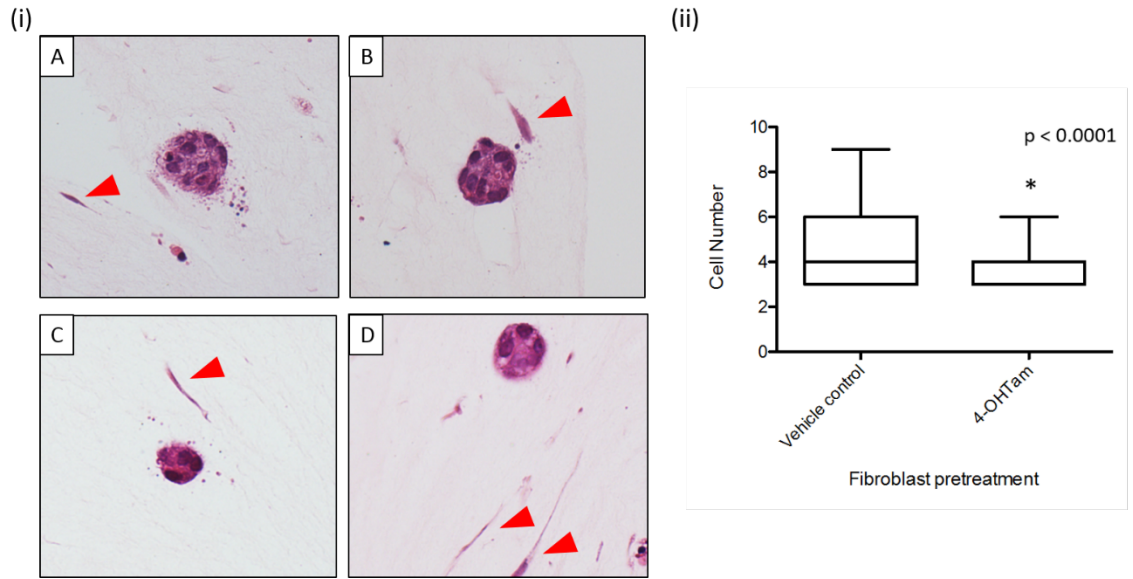 (i)
A
B
C
D
(ii)
p < 0.0001
*
Cell Number
10
8
6
4
2
0
Vehicle control
4-OHTam
Fibroblast pretreatment